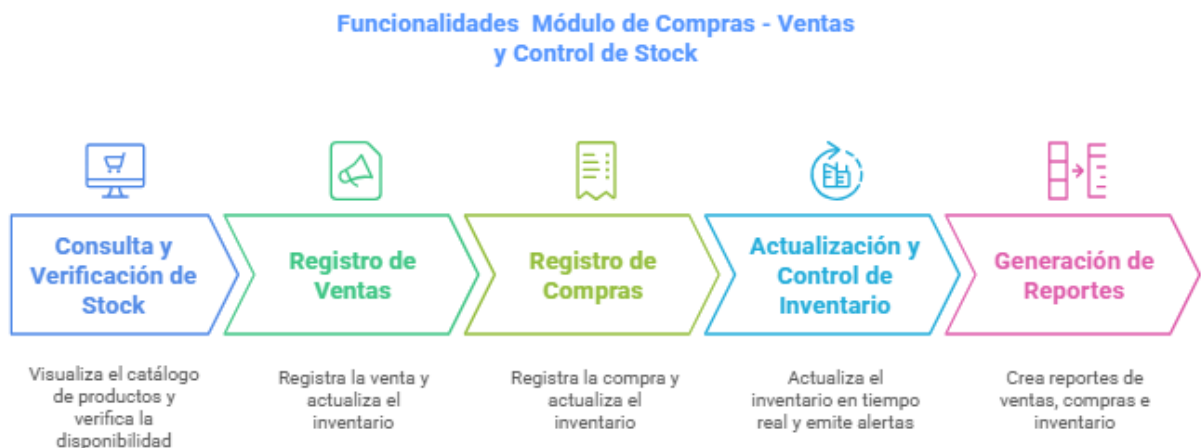 Funcionalidades Módulo de Compras - Ventas
y Control de Stock
Consulta y
Verificación de
Stock
Registro de
Ventas
Registro de
Compras
Actualización y
Control de
Inventario
Generación de
Reportes
Visualiza el catálogo
de productos y
verifica la
disponibilidad
Registra la venta y
actualiza el
inventario
Registra la compra y
actualiza el
inventario
Actualiza el
inventario en tiempo
real y emite alertas
Crea reportes de
ventas, compras e
inventario